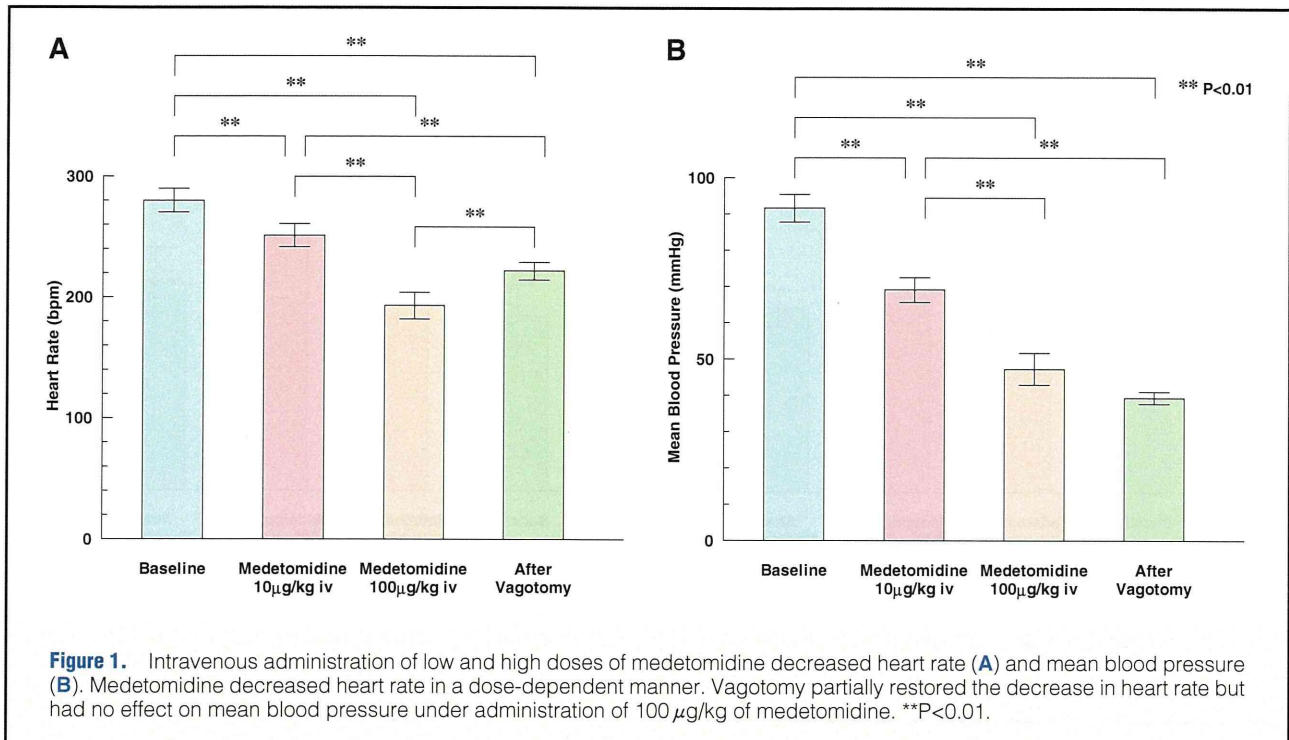 A
**
**
**
**
**
**
300
200
100
0
Heart Rate (bpm)
Baseline
Medetomidine
10μg/kg iv
Medetomidine
100μg/kg iv
After
Vagotomy
B
**
** P<0.01
**
**
**
**
100
50
0
Mean Blood Pressure (mmHg)
Baseline
Medetomidine
10μg/kg iv
Medetomidine
100μg/kg iv
After
Vagotomy
Figure 1. Intravenous administration of low and high doses of medetomidine decreased heart rate (A) and mean blood pressure
(B). Medetomidine decreased heart rate in a dose-dependent manner. Vagotomy partially restored the decrease in heart rate but
had no effect on mean blood pressure under administration of 100 μg/kg of medetomidine. **P<0.01.